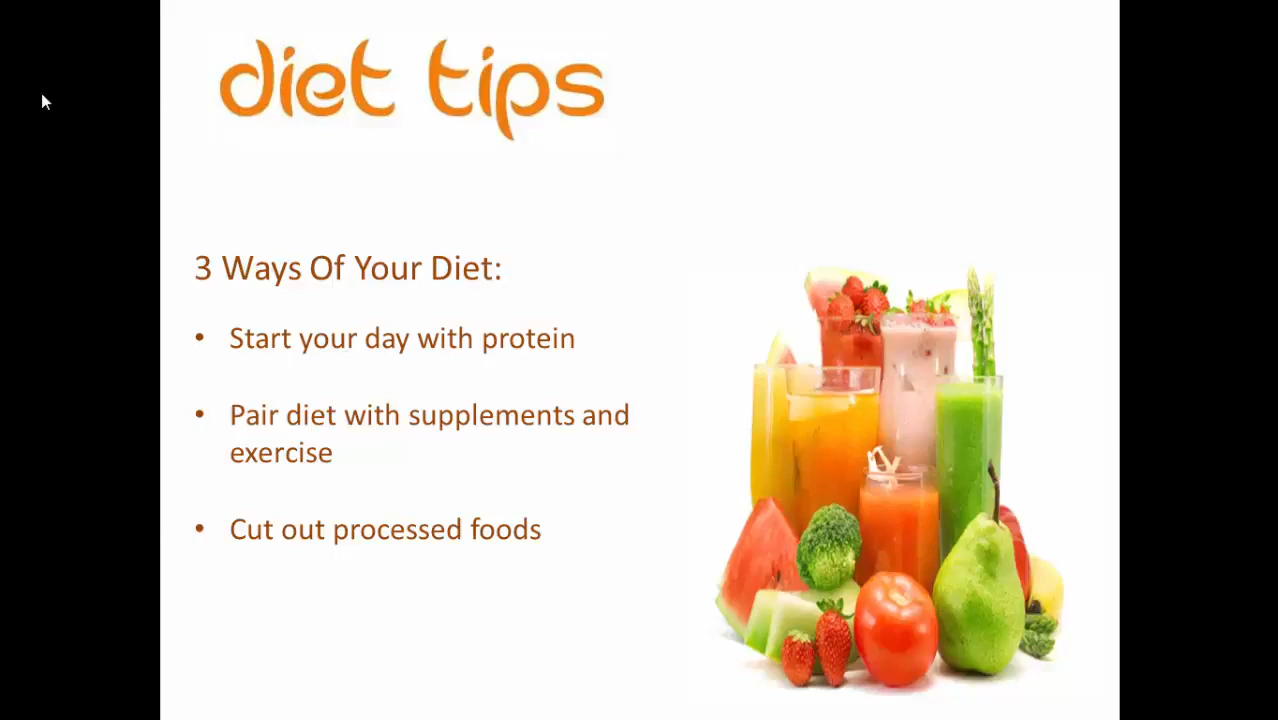 diet tips
3 Ways Of Your Diet:
• Start your day with protein
• Pair diet with supplements and
exercise
• Cut out processed foods